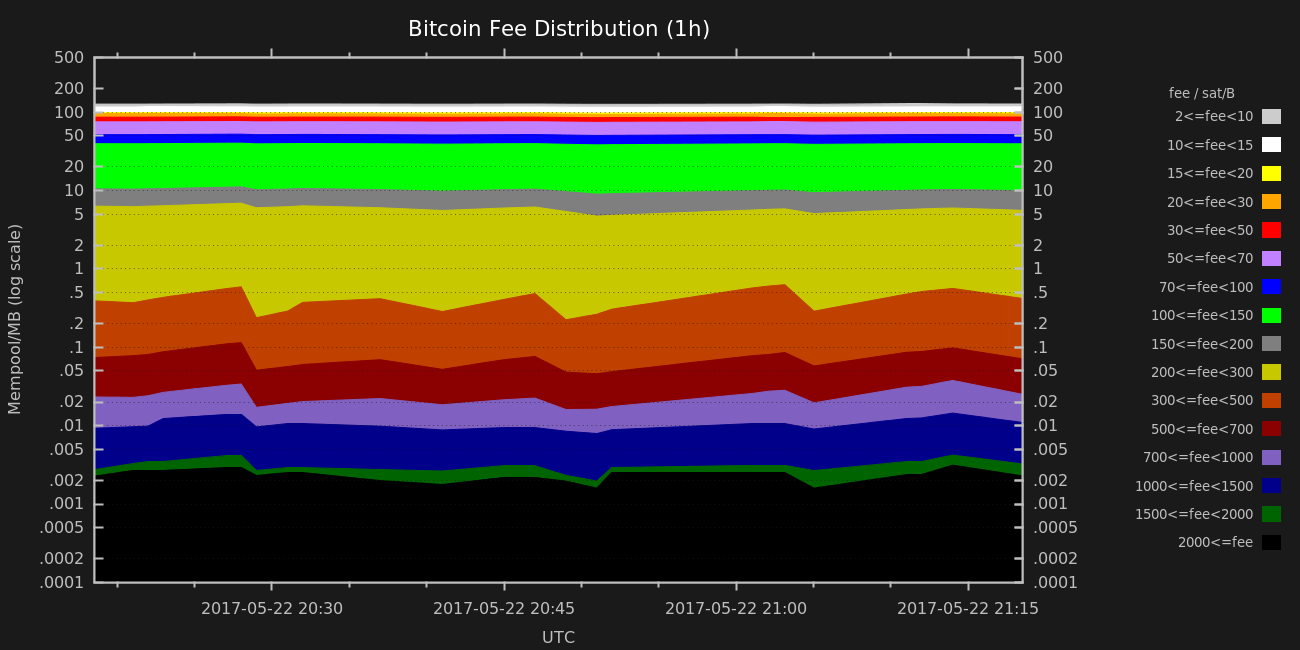 Bitcoin Fee Distribution (1h)
Mempool/MB (log scale)
500
200
100
50
20
10
5
2
1
.5
.2
.1
.05
.02
.01
.005
.002
.001
.0005
.0002
.0001
500
200
100
50
20
10
5
2
1
.5
.2
.1
.05
.02
.01
.005
.002
.001
.0005
.0002
.0001
2017-05-22 20:30
2017-05-22 20:45
2017-05-22 21:00
2017-05-22 21:15
UTC
fee / sat/B
2<=fee<10
10<=fee<15
15<=fee<20
20<=fee<30
30<=fee<50
50<=fee<70
70<=fee<100
100<=fee<150
150<=fee<200
200<=fee<300
300<=fee<500
500<=fee<700
700<=fee<1000
1000<=fee<1500
1500<=fee<2000
2000<=fee